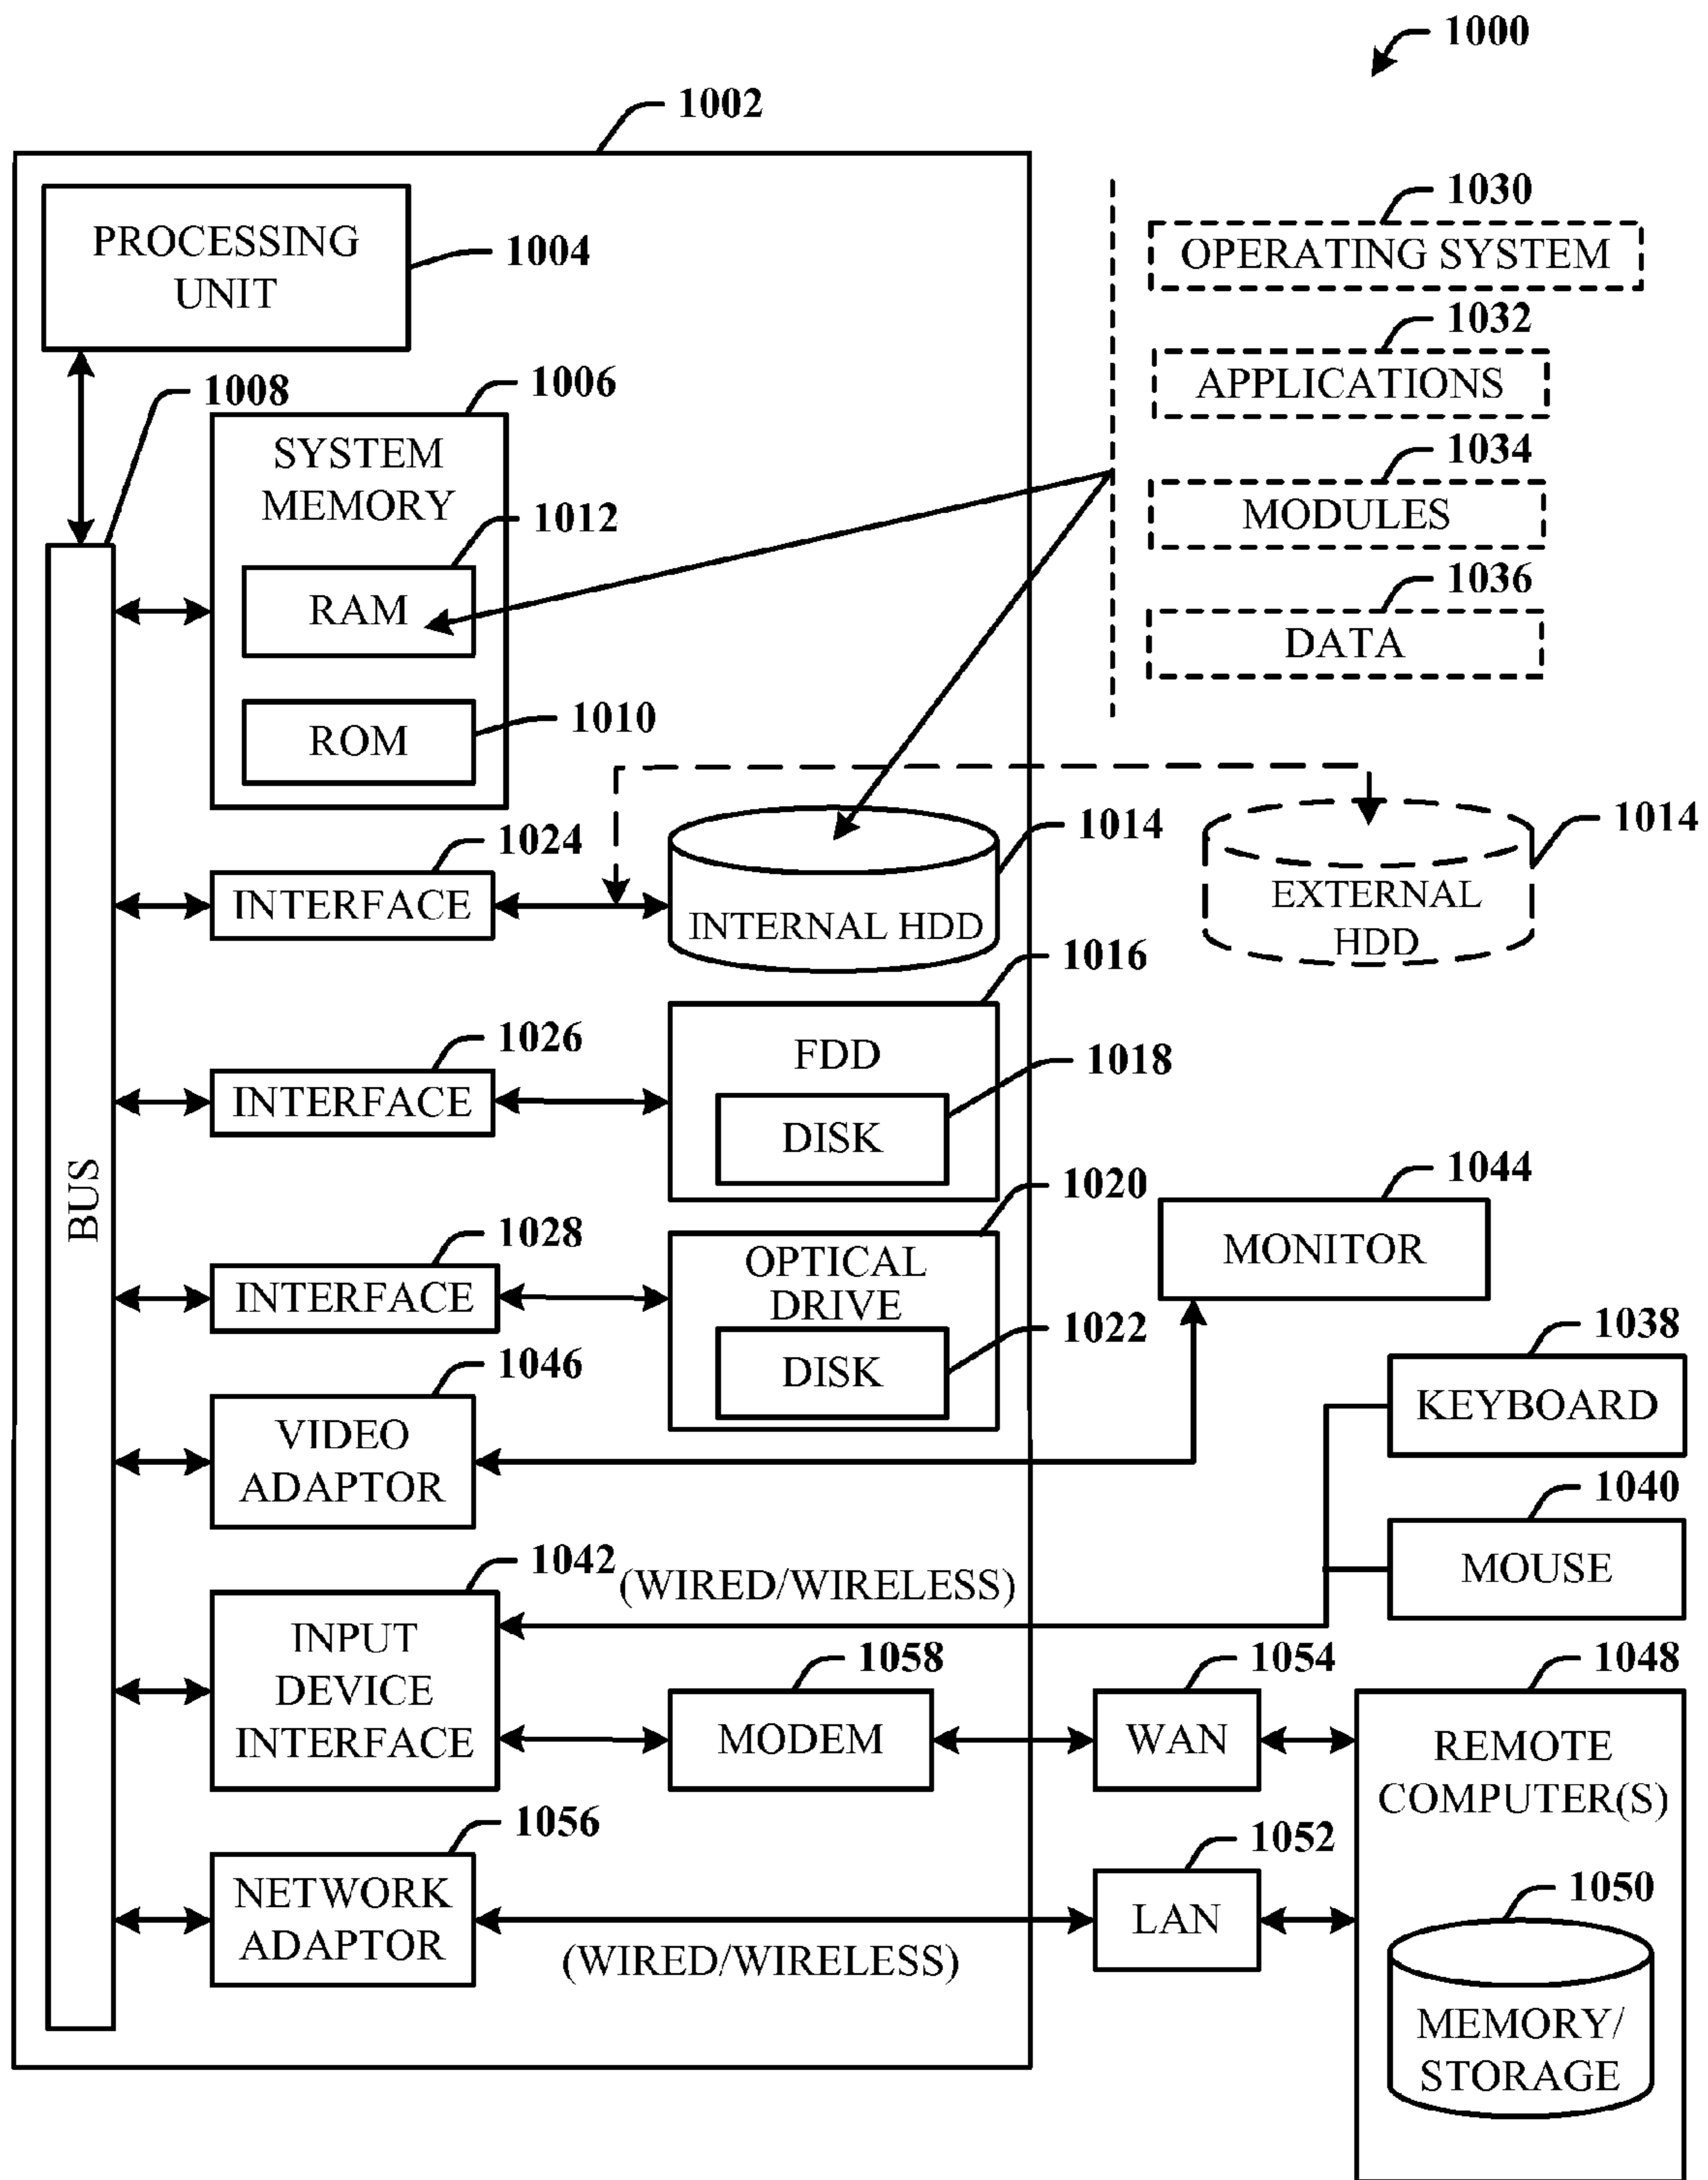 1000
1002
PROCESSING
UNIT
1004
1030
OPERATING SYSTEM
1032
APPLICATIONS
1034
MODULES
1036
DATA
1008
1006
SYSTEM
MEMORY
1012
RAM
1010
ROM
1024
INTERFACE
1014
INTERNAL HDD
1014
EXTERNAL
HDD
1016
FDD
1018
DISK
1026
INTERFACE
BUS
1020
OPTICAL
DRIVE
1022
DISK
1028
INTERFACE
1044
MONITOR
1046
VIDEO
ADAPTOR
1038
KEYBOARD
1040
MOUSE
1042
(WIRED/WIRELESS)
INPUT
DEVICE
INTERFACE
1058
MODEM
1054
WAN
1048
REMOTE
COMPUTER(S)
1056
NETWORK
ADAPTOR
(WIRED/WIRELESS)
1052
LAN
1050
MEMORY/
STORAGE